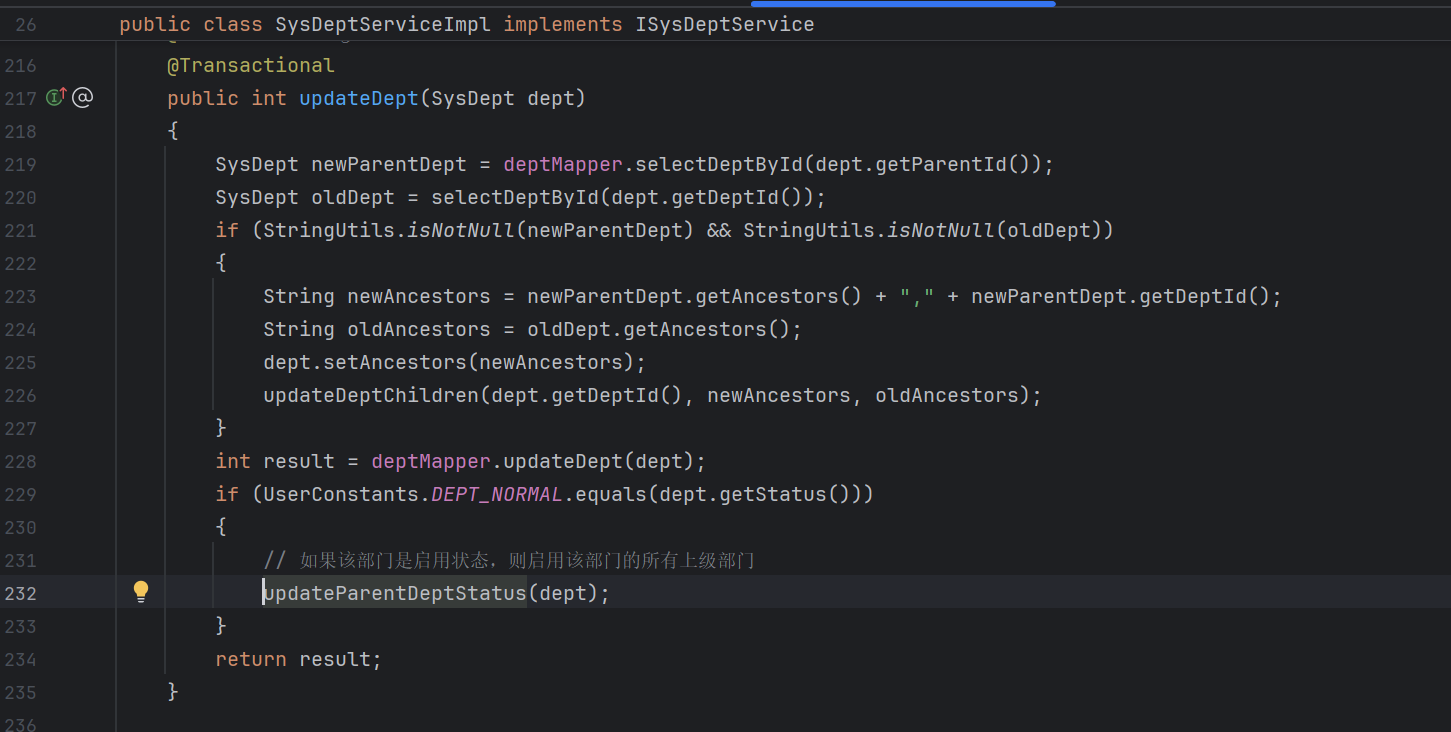 26 public class SysDeptServiceImpl implements ISysDeptService
216 @Transactional
217 public int updateDept(SysDept dept)
218 {
219 SysDept newParentDept = deptMapper.selectDeptById(dept.getParentId());
220 SysDept oldDept = selectDeptById(dept.getDeptId());
221 if (StringUtils.isNotNull(newParentDept) && StringUtils.isNotNull(oldDept))
222 {
223 String newAncestors = newParentDept.getAncestors() + "," + newParentDept.getDeptId();
224 String oldAncestors = oldDept.getAncestors();
225 dept.setAncestors(newAncestors);
226 updateDeptChildren(dept.getDeptId(), newAncestors, oldAncestors);
227 }
228 int result = deptMapper.updateDept(dept);
229 if (UserConstants.DEPT_NORMAL.equals(dept.getStatus()))
230 {
231 // 如果该部门是启用状态，则启用该部门的所有上级部门
232 updateParentDeptStatus(dept);
233 }
234 return result;
235 }
236